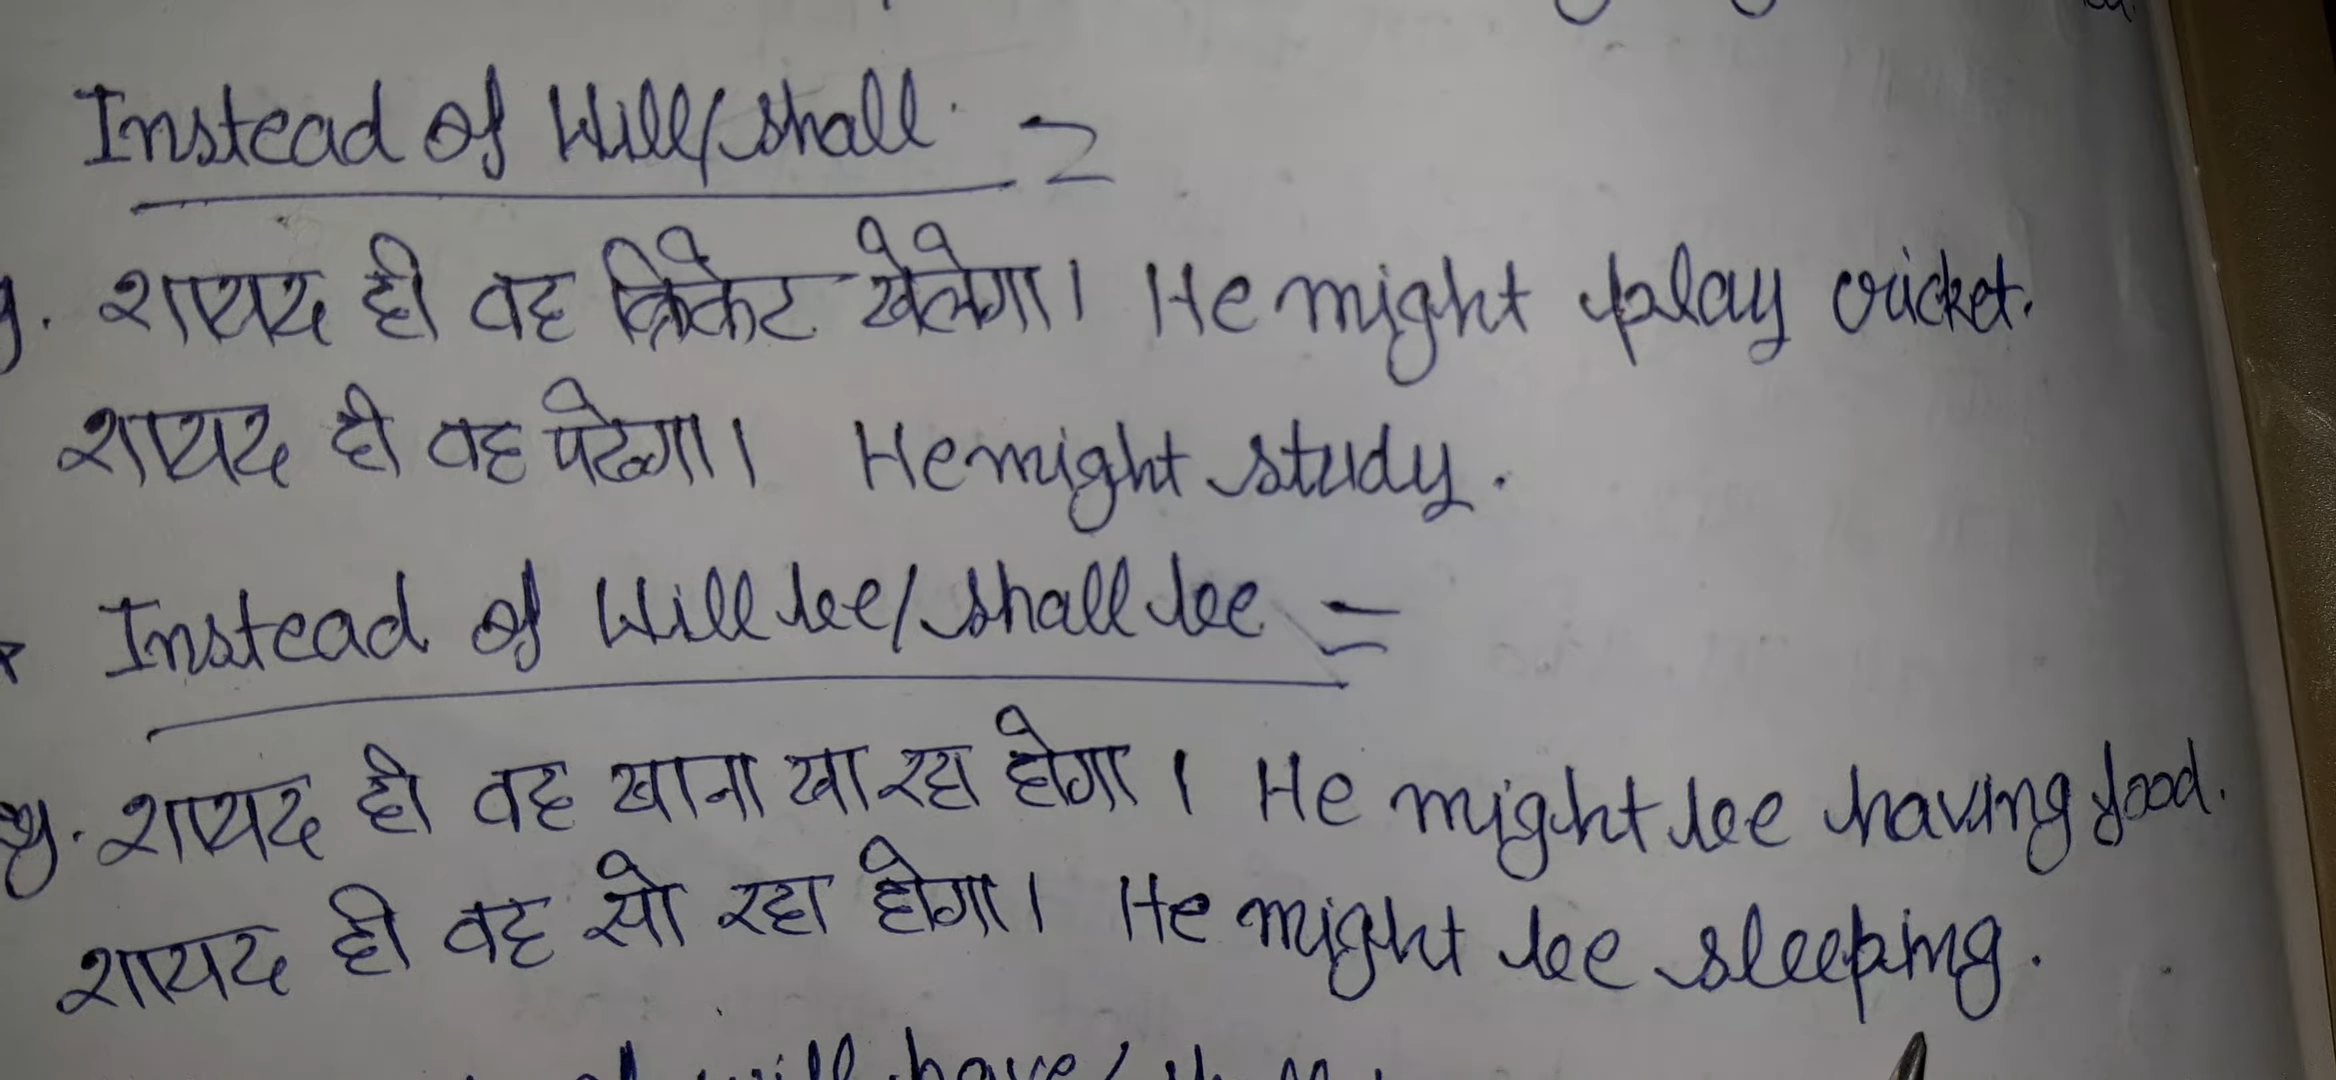 Instead of Will/shall =
g. शायद ही वह क्रिकेट खेलेगा। He might play cricket.
शायद ही वह पढेगा। He might study.
Instead of Will be/shall be =
eg. शायद ही वह खाना खा रहा होगा। He might be having food.
शायद ही वह सो रहा होगा। He might be sleeping.
will have/